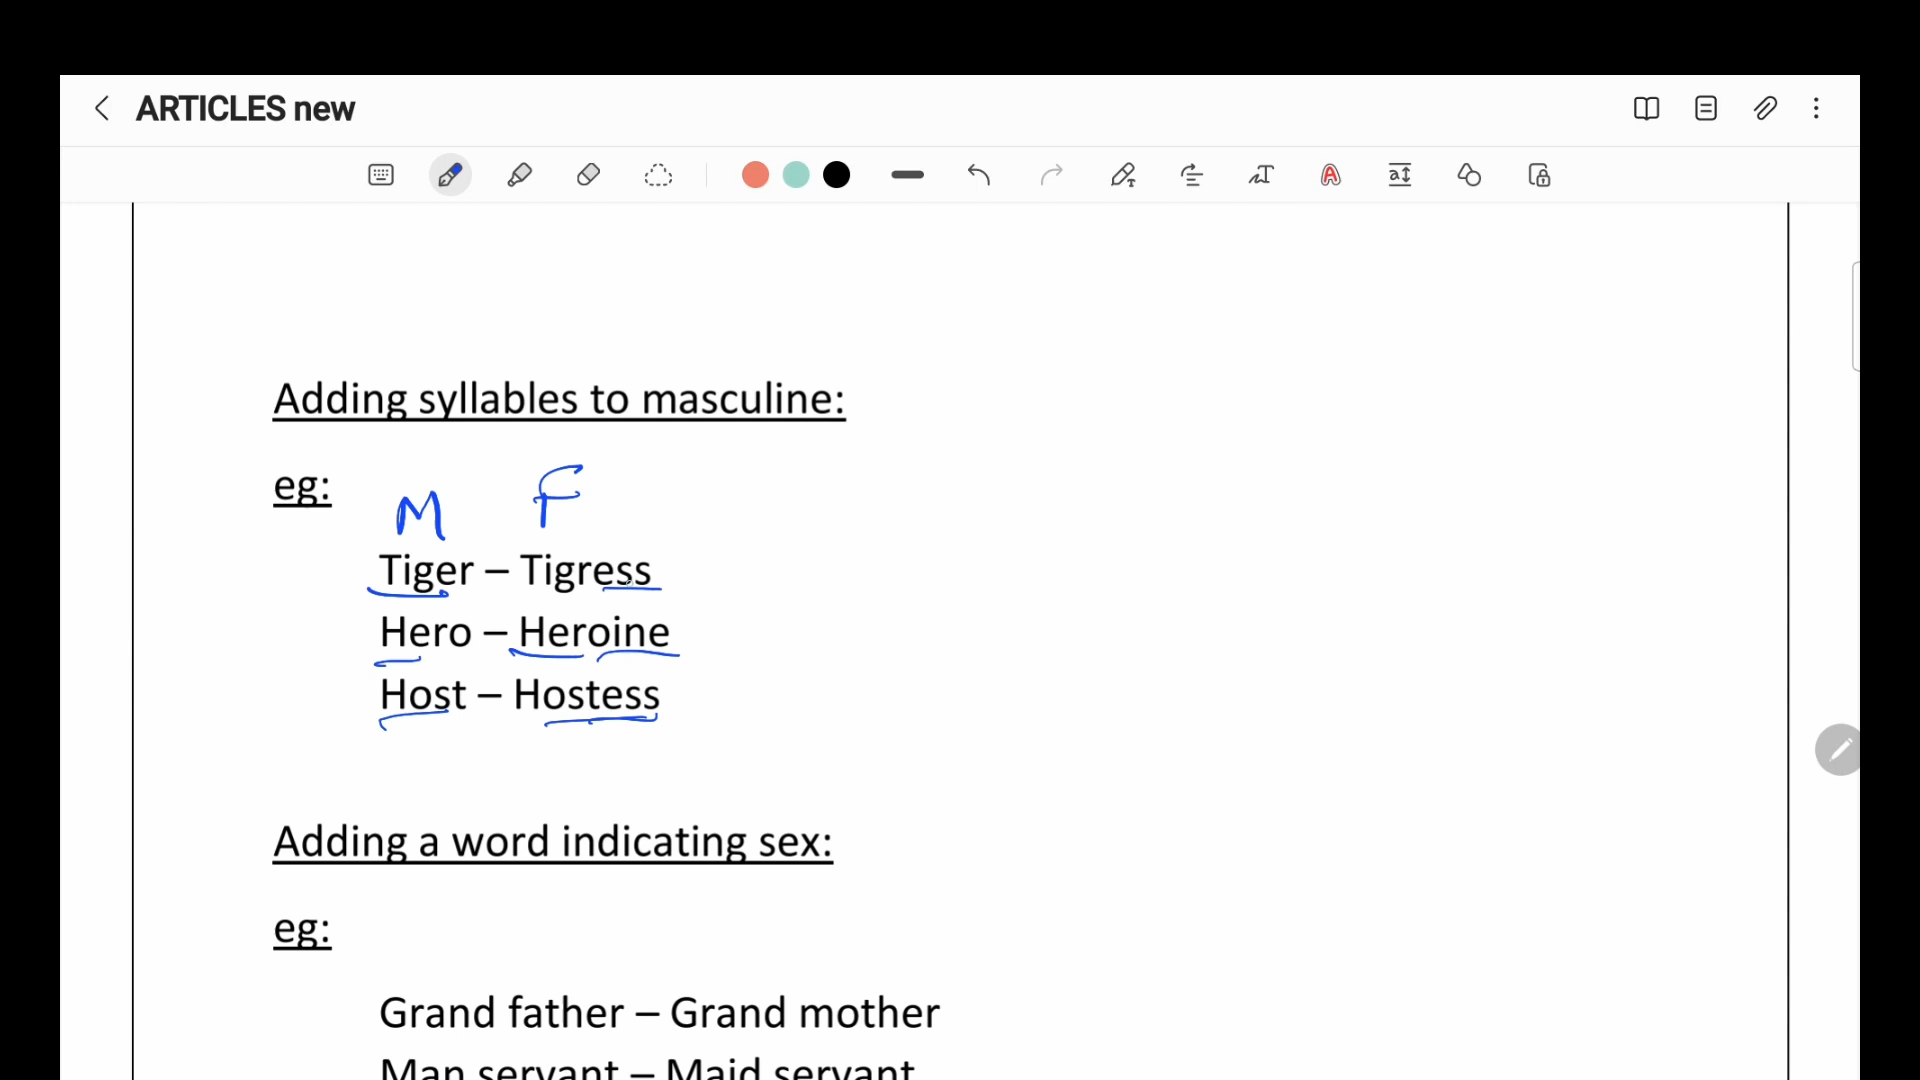 ARTICLES new
Adding syllables to masculine:
eg:
M F
Tiger – Tigress
Hero – Heroine
Host – Hostess
Adding a word indicating sex:
eg:
Grand father – Grand mother
Man servant – Maid servant